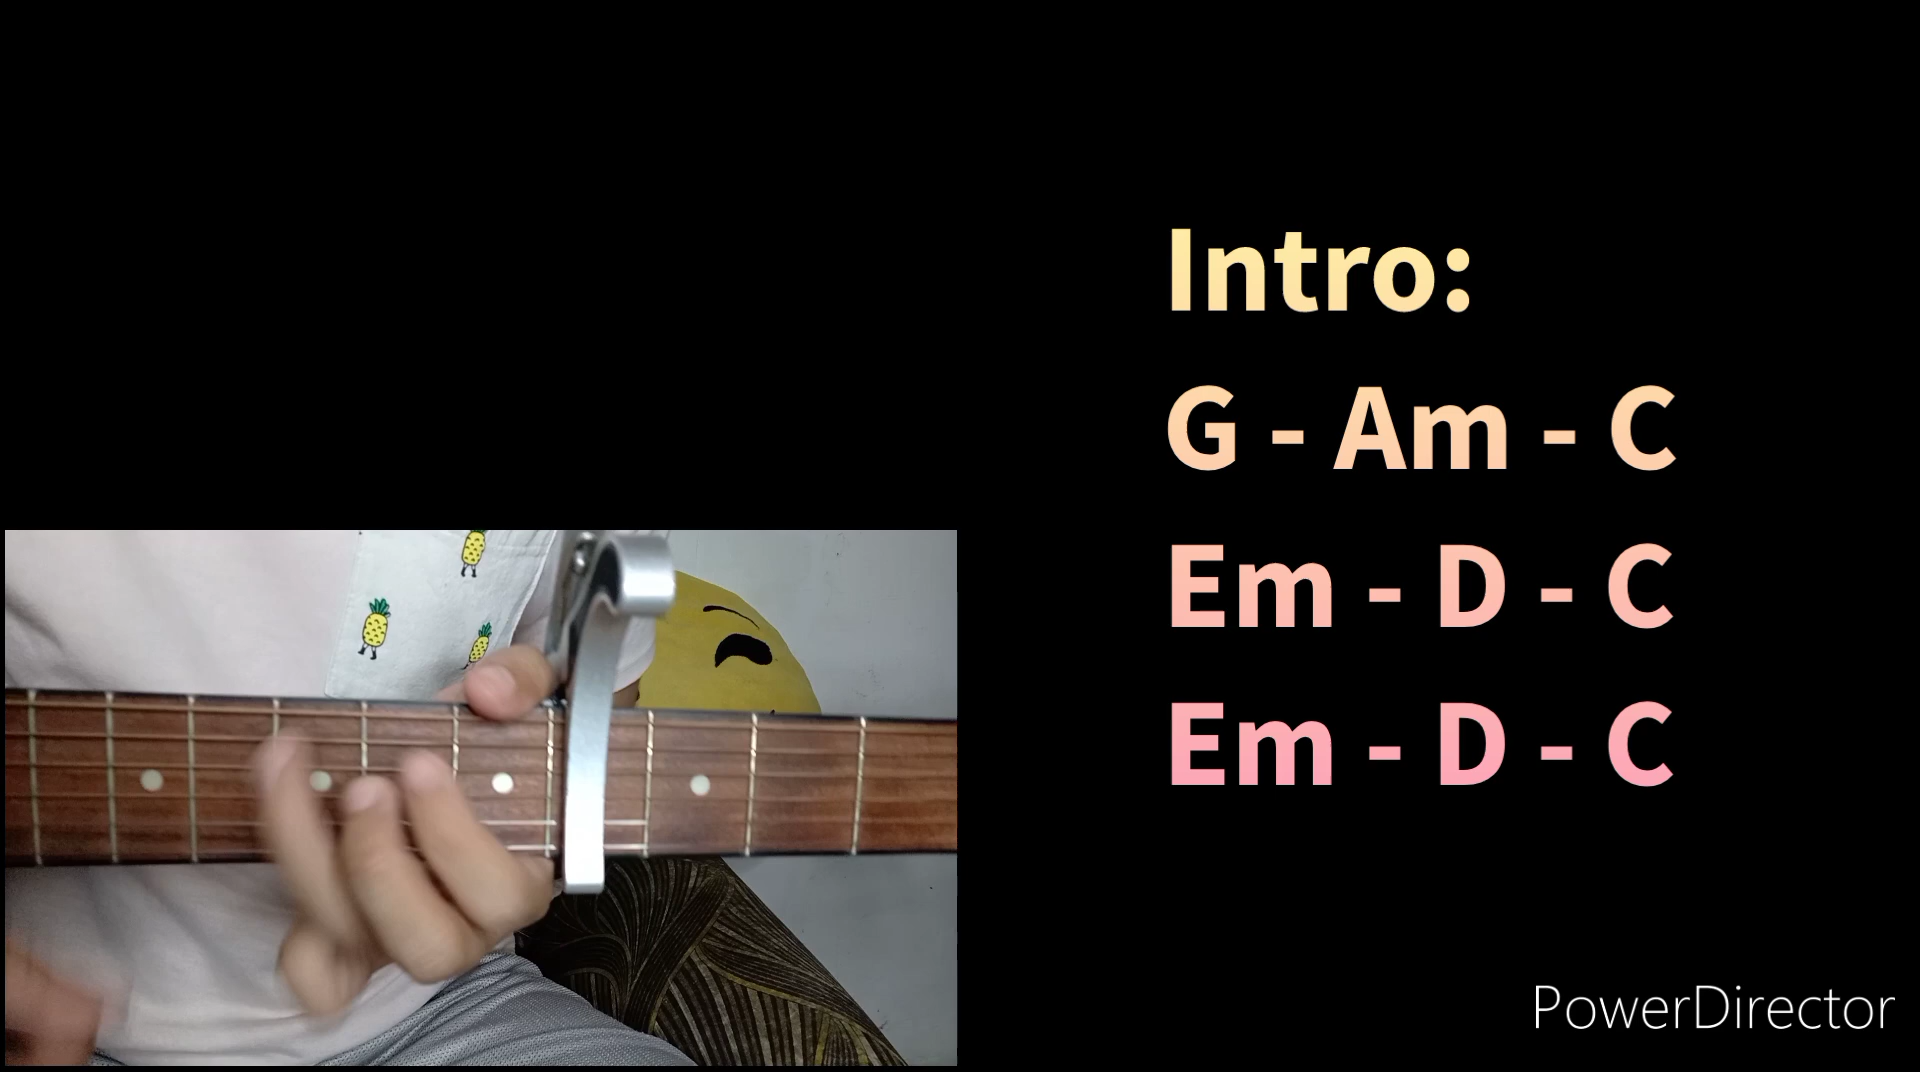 Intro:
G - Am - C
Em - D - C
Em - D - C
PowerDirector